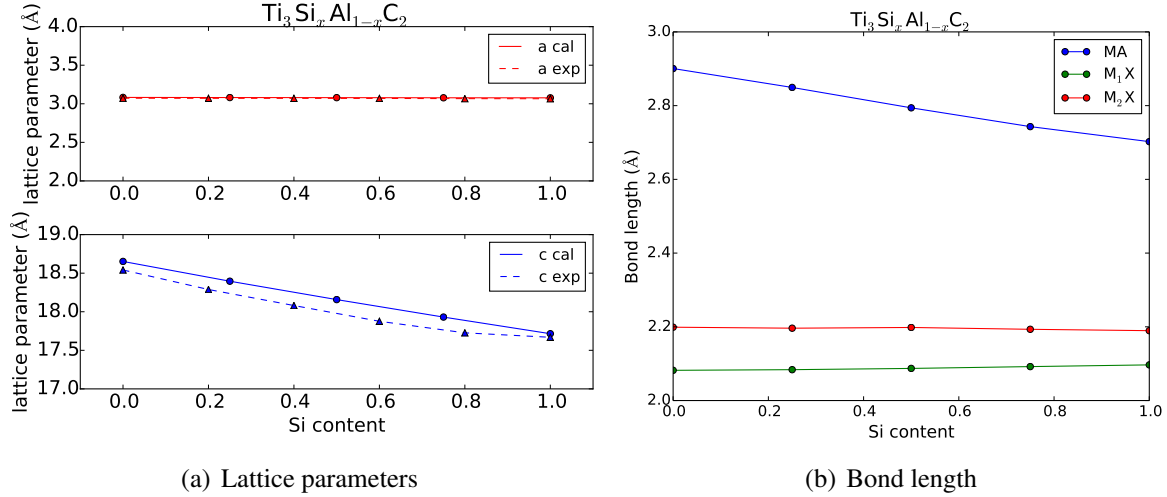 Ti₃SiₓAl₁₋ₓC₂
lattice parameter (Å)
4.0
3.5
3.0
2.5
2.0
a cal
a exp
0.0 0.2 0.4 0.6 0.8 1.0
lattice parameter (Å)
19.0
18.5
18.0
17.5
17.0
c cal
c exp
0.0 0.2 0.4 0.6 0.8 1.0
Si content
(a) Lattice parameters
Ti₃SiₓAl₁₋ₓC₂
Bond length (Å)
3.0
2.8
2.6
2.4
2.2
2.0
MA
M₁X
M₂X
0.0 0.2 0.4 0.6 0.8 1.0
Si content
(b) Bond length